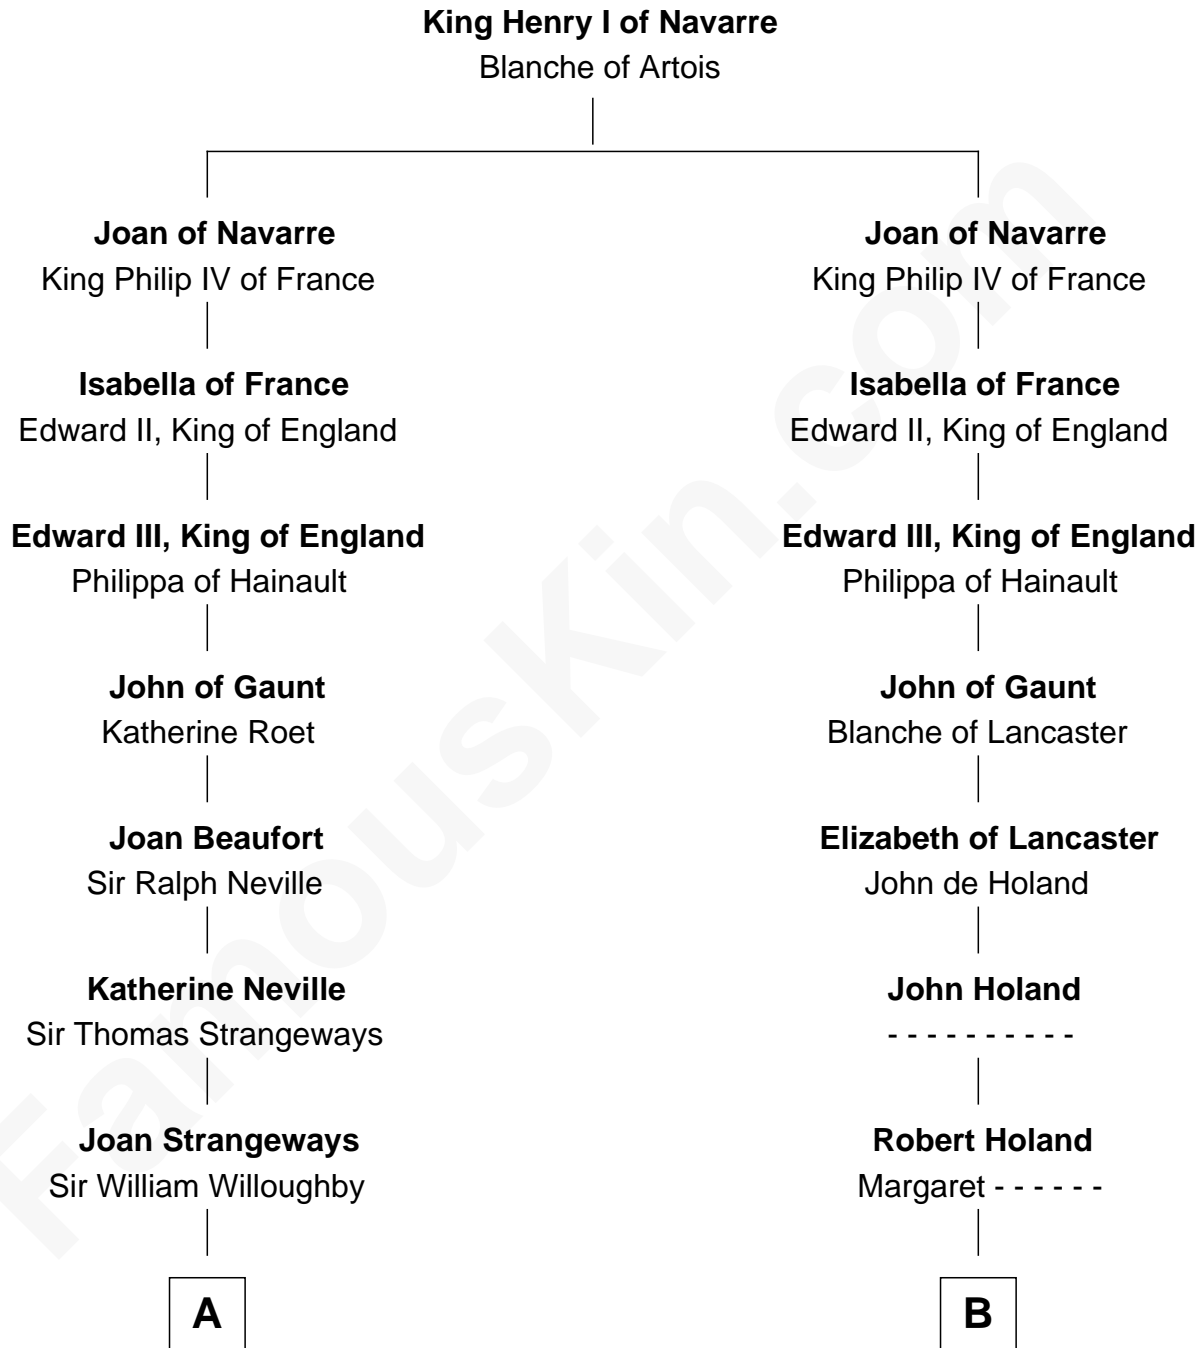 King Henry I of Navarre
Blanche of Artois
Joan of Navarre
King Philip IV of France
Joan of Navarre
King Philip IV of France
Isabella of France
Edward II, King of England
Isabella of France
Edward II, King of England
Edward III, King of England
Philippa of Hainault
Edward III, King of England
Philippa of Hainault
John of Gaunt
Katherine Roet
John of Gaunt
Blanche of Lancaster
Joan Beaufort
Sir Ralph Neville
Elizabeth of Lancaster
John de Holand
Katherine Neville
Sir Thomas Strangeways
John Holand
- - - - - - - - - -
Joan Strangeways
Sir William Willoughby
Robert Holand
Margaret - - - - - -
A
B
FamousKin.com